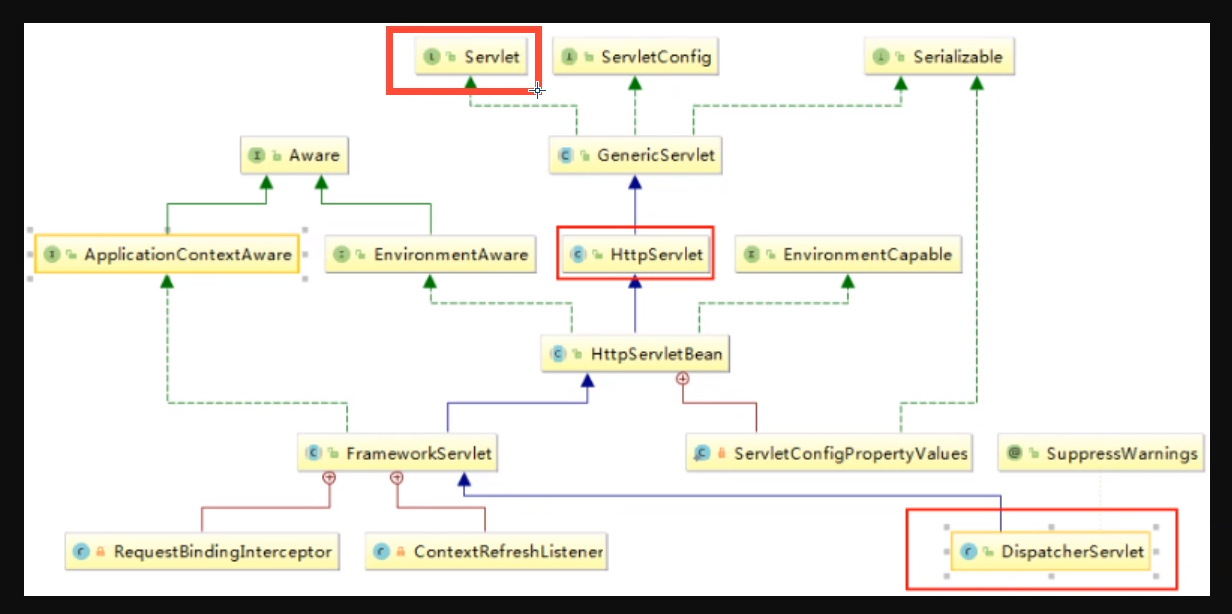 Servlet
ServletConfig
Serializable
Aware
GenericServlet
ApplicationContextAware
EnvironmentAware
HttpServlet
EnvironmentCapable
HttpServletBean
FrameworkServlet
ServletConfigPropertyValues
SuppressWarnings
RequestBindingInterceptor
ContextRefreshListener
DispatcherServlet